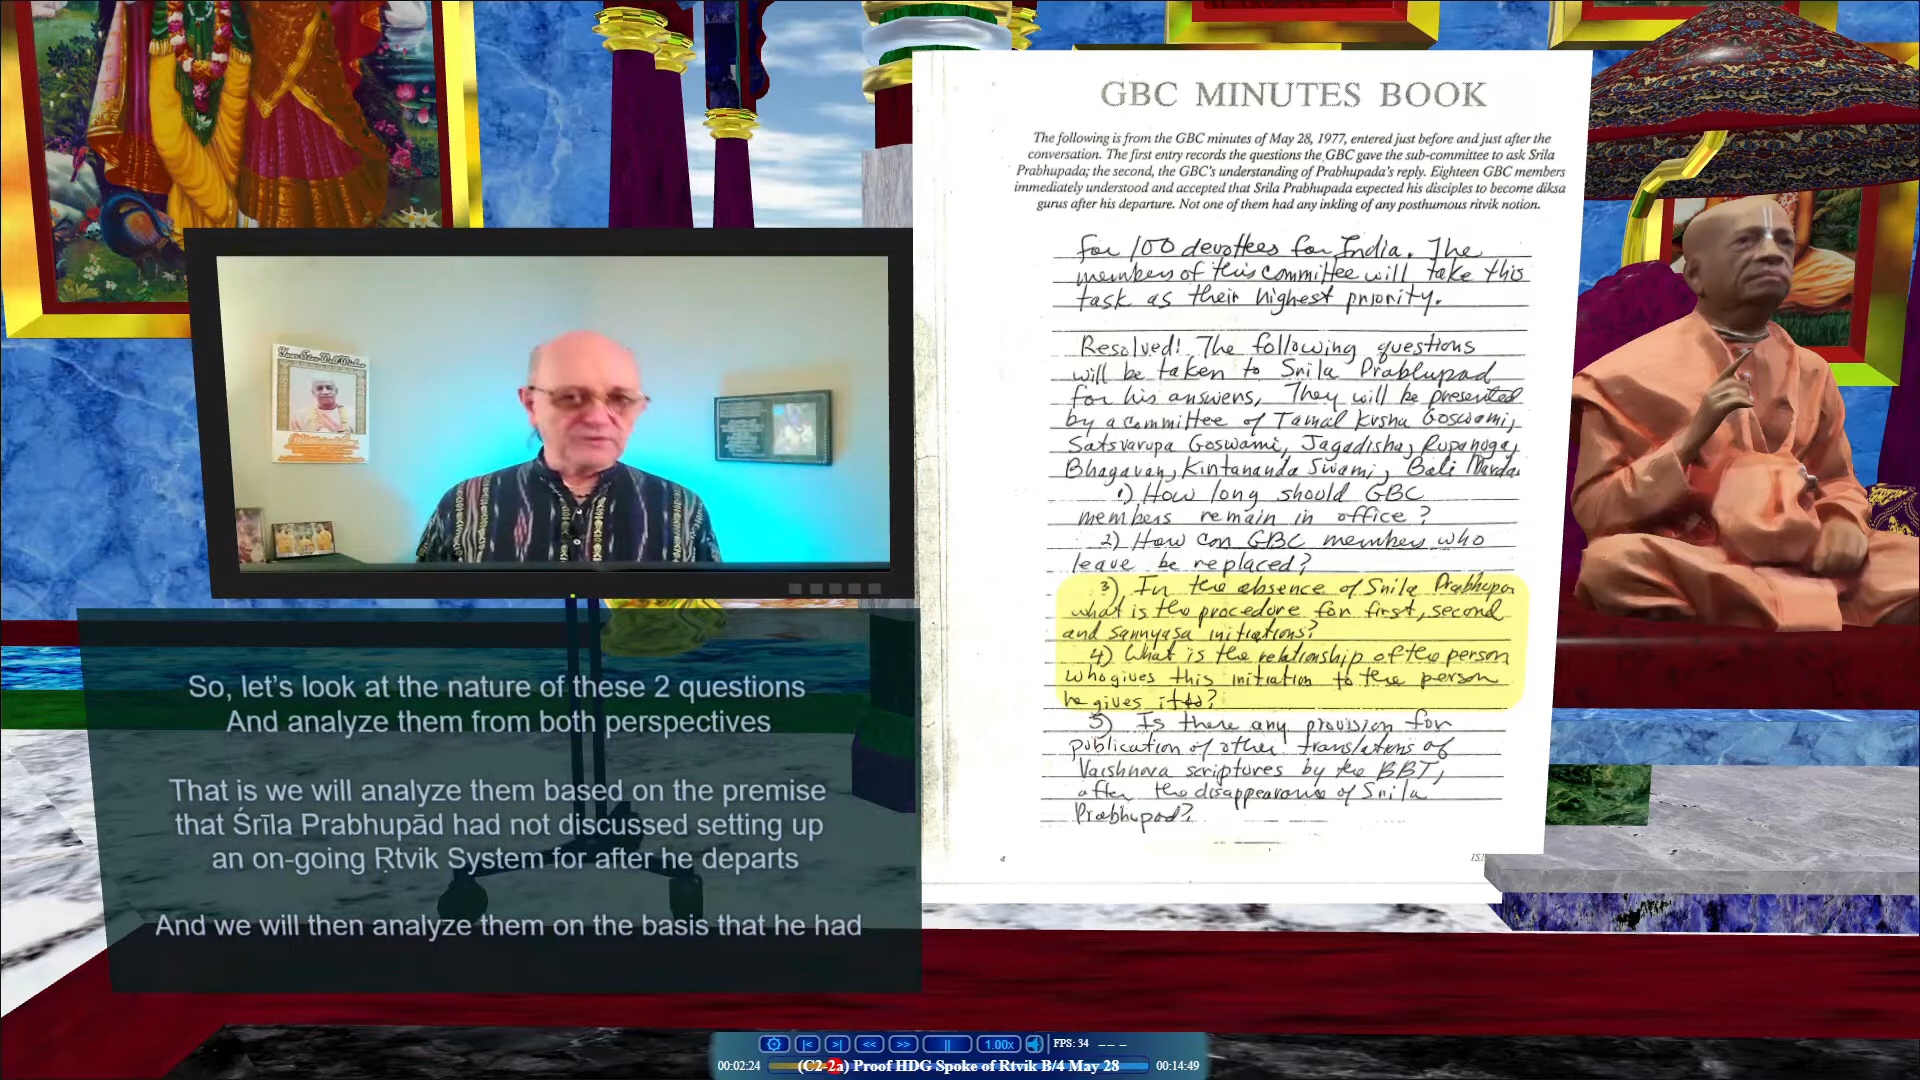 GBC MINUTES BOOK
The following is from the GBC minutes of May 28, 1977, entered just before and just after the
conversation. The first entry records the questions the GBC gave the sub-committee to ask Srila
Prabhupada; the second, the GBC's understanding of Prabhupada's reply. Eighteen GBC members
immediately understood and accepted that Srila Prabhupada expected his disciples to become diksa
gurus after his departure. Not one of them had any inkling of any posthumous ritvik notion.
for 100 devottees for India. The
members of this committee will take this
task as their highest priority.
Resolved! The following questions
will be taken to Srila Prabhupad
for his answers, They will be presented
by a committee of Tamal Krsna Goswami,
Satsvarupa Goswami, Jagadisha, Rupanoga,
Bhagavan, Kirtananda Swami, Bali Marda
1) How long should GBC
members remain in office?
2) How can GBC members who
leave be replaced?
3), In the absence of Srila Prabhupa
what is the procedure for first, second
and sannyasa initiations?
4) What is the relationship of the person
who gives this initiation to the person
he gives it to?
5) Is there any provision for
publication of other translations of
Vaishnava scriptures by the BBT,
after the disappearance of Srila
Prabhupad?
4
Your Ever Well Wisher
So, let's look at the nature of these 2 questions
And analyze them from both perspectives
That is we will analyze them based on the premise
that Śrīla Prabhupād had not discussed setting up
an on-going Ṛtvik System for after he departs
And we will then analyze them on the basis that he had
|< >| << >> || 1.00x FPS: 34 – – –
00:02:24 (C2-2a) Proof HDG Spoke of Rtvik B/4 May 28 00:14:49